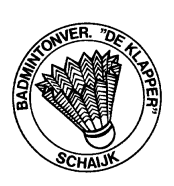 BADMINTONVER. "DE KLAPPER"
SCHAIJK